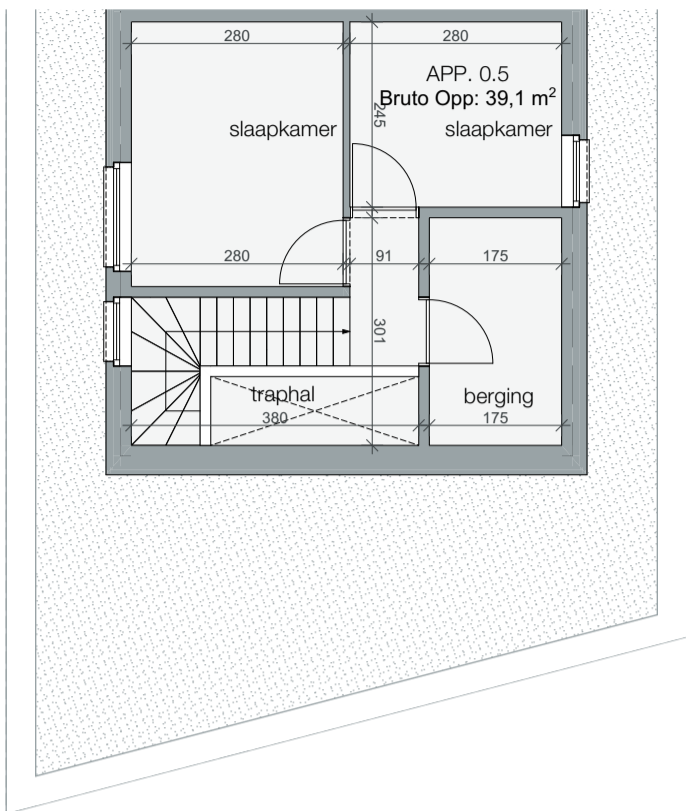 280
280
APP. 0.5
Bruto Opp: 39,1 m²
245
slaapkamer
slaapkamer
280
91
175
301
traphal
berging
380
175